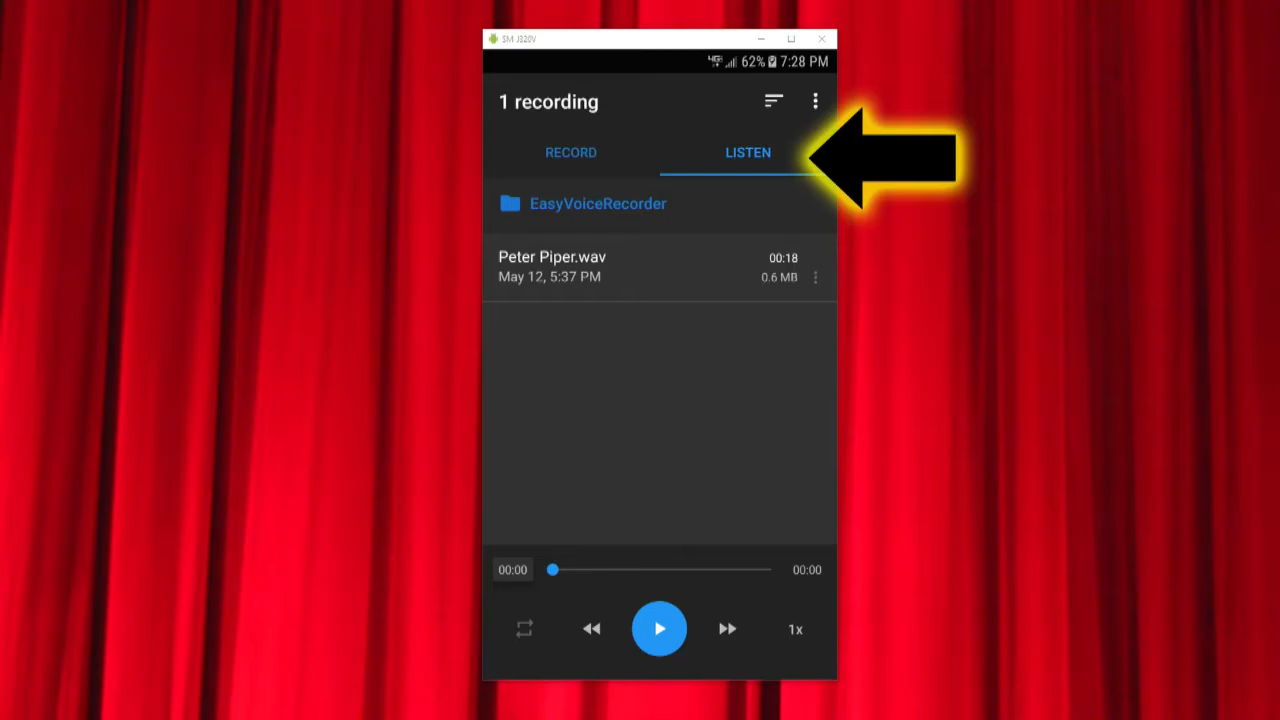 SM J320V
4G 62% 7:28 PM
1 recording
RECORD LISTEN
EasyVoiceRecorder
Peter Piper.wav 00:18
May 12, 5:37 PM 0.6 MB
00:00 00:00
1x